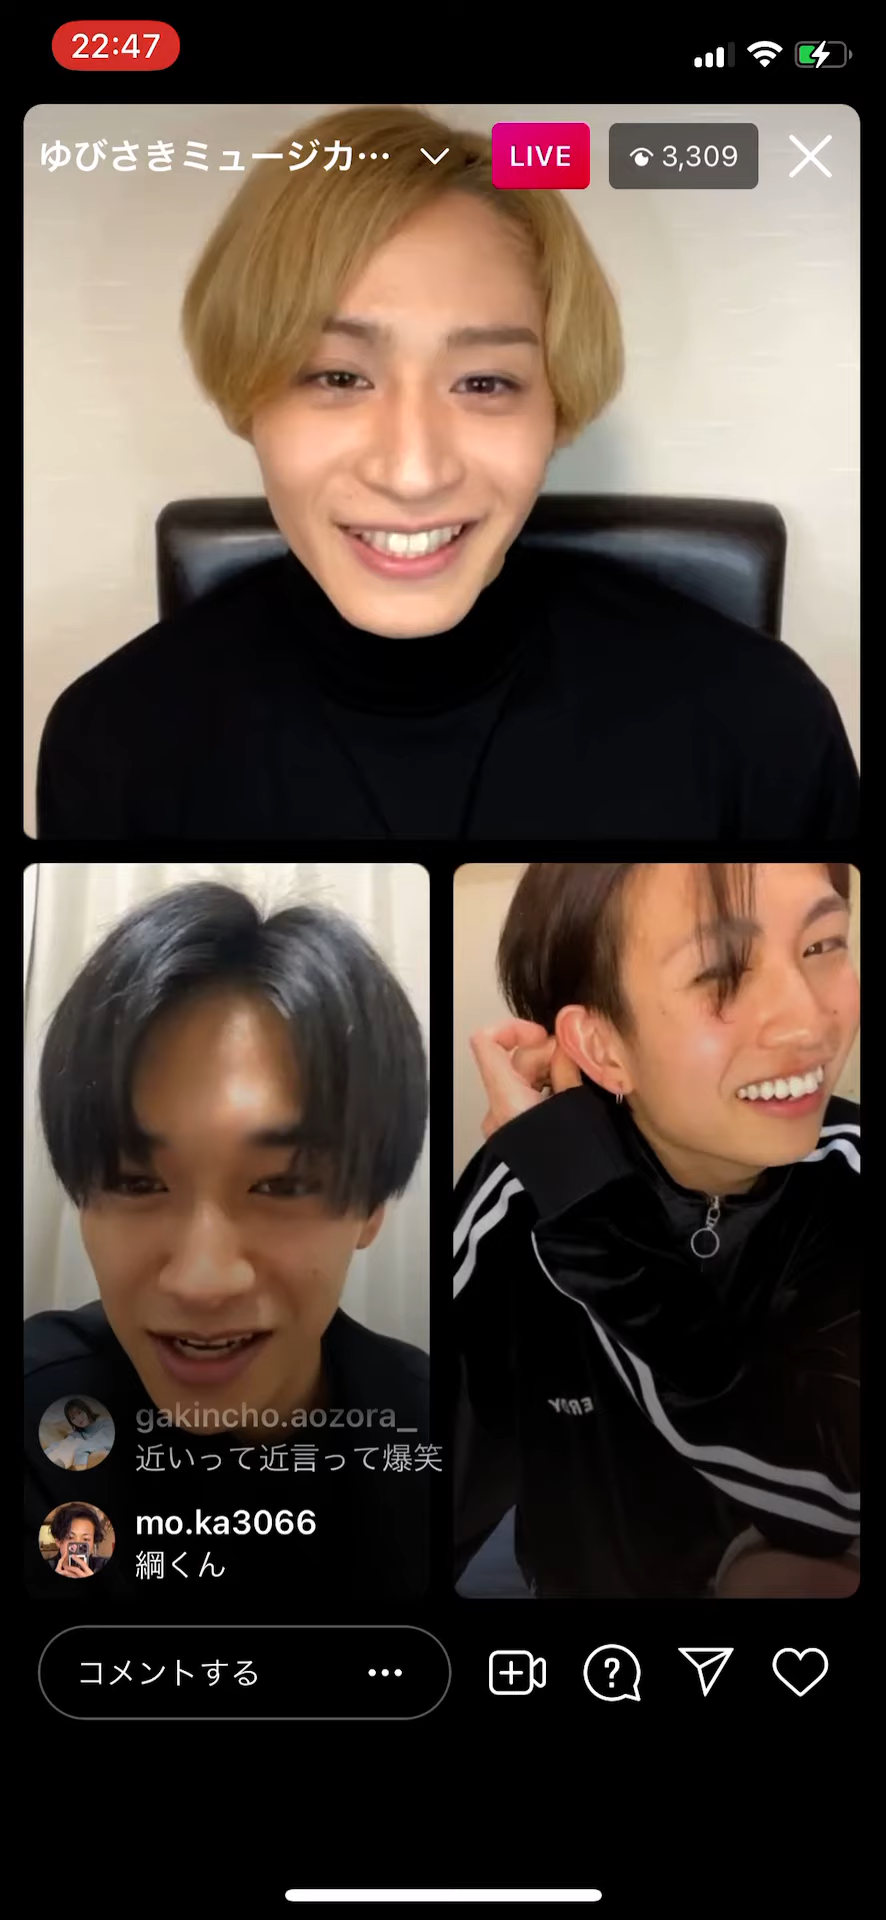 22:47
ゆびさきミュージカ… LIVE 3,309
gakincho.aozora_
近いって近言って爆笑
mo.ka3066
綱くん
コメントする